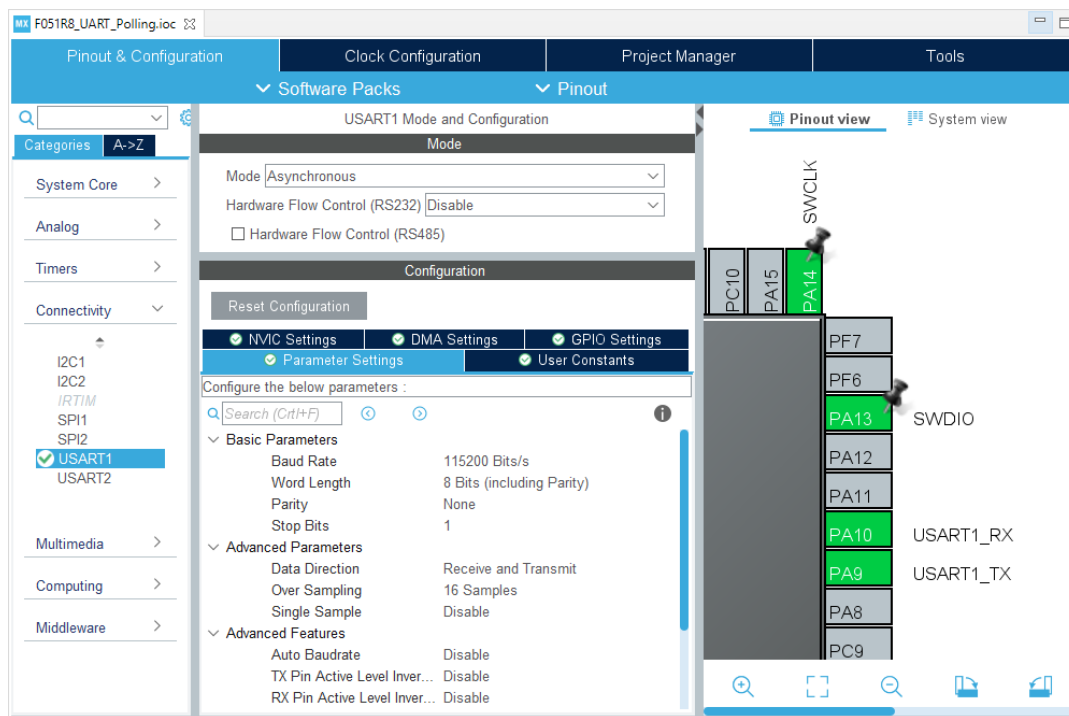 MX F051R8_UART_Polling.ioc
Pinout & Configuration
Clock Configuration
Project Manager
Tools
Software Packs
Pinout
Categories
A->Z
System Core
Analog
Timers
Connectivity
I2C1
I2C2
IRTIM
SPI1
SPI2
USART1
USART2
Multimedia
Computing
Middleware
USART1 Mode and Configuration
Mode
Mode Asynchronous
Hardware Flow Control (RS232) Disable
Hardware Flow Control (RS485)
Configuration
Reset Configuration
NVIC Settings
DMA Settings
GPIO Settings
Parameter Settings
User Constants
Configure the below parameters :
Search (Crtl+F)
Basic Parameters
Baud Rate 115200 Bits/s
Word Length 8 Bits (including Parity)
Parity None
Stop Bits 1
Advanced Parameters
Data Direction Receive and Transmit
Over Sampling 16 Samples
Single Sample Disable
Advanced Features
Auto Baudrate Disable
TX Pin Active Level Inver... Disable
RX Pin Active Level Inver... Disable
Pinout view
System view
SWCLK
PC10
PA15
PA14
PF7
PF6
PA13 SWDIO
PA12
PA11
PA10 USART1_RX
PA9 USART1_TX
PA8
PC9